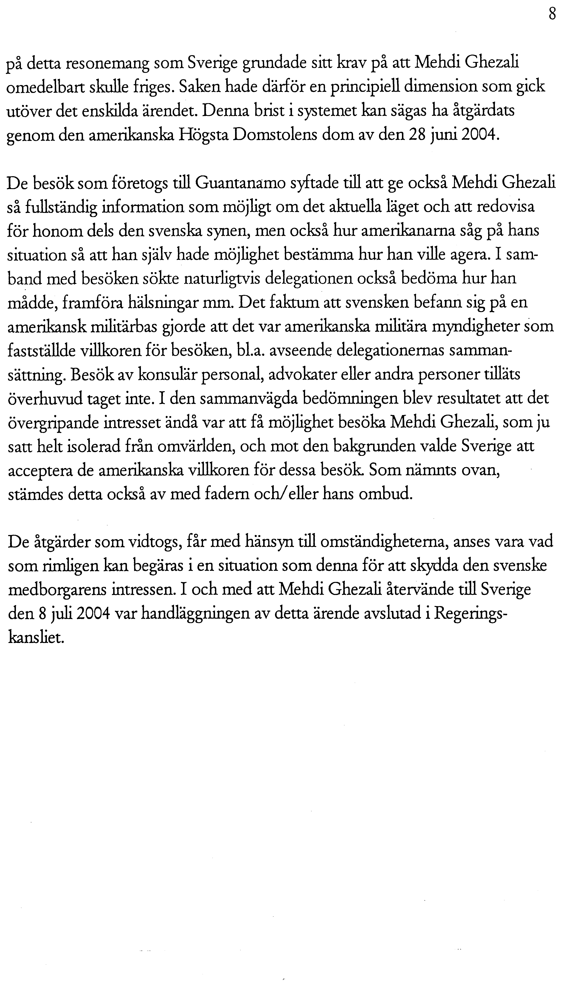 8
på detta resonemang som Sverige grundade sitt krav på att Mehdi Ghezali
omedelbart skulle friges. Saken hade därför en principiell dimension som gick
utöver det enskilda ärendet. Denna brist i systemet kan sägas ha åtgärdats
genom den amerikanska Högsta Domstolens dom av den 28 juni 2004.
De besök som företogs till Guantanamo syftade till att ge också Mehdi Ghezali
så fullständig information som möjligt om det aktuella läget och att redovisa
för honom dels den svenska synen, men också hur amerikanarna såg på hans
situation så att han själv hade möjlighet bestämma hur han ville agera. I sam-
band med besöken sökte naturligtvis delegationen också bedöma hur han
mådde, framföra hälsningar mm. Det faktum att svensken befann sig på en
amerikansk militärbas gjorde att det var amerikanska militära myndigheter som
fastställde villkoren för besöken, bl.a. avseende delegationernas samman-
sättning. Besök av konsulär personal, advokater eller andra personer tilläts
överhuvud taget inte. I den sammanvägda bedömningen blev resultatet att det
övergripande intresset ändå var att få möjlighet besöka Mehdi Ghezali, som ju
satt helt isolerad från omvärlden, och mot den bakgrunden valde Sverige att
acceptera de amerikanska villkoren för dessa besök. Som nämnts ovan,
stämdes detta också av med fadern och/eller hans ombud.
De åtgärder som vidtogs, får med hänsyn till omständigheterna, anses vara vad
som rimligen kan begäras i en situation som denna för att skydda den svenske
medborgarens intressen. I och med att Mehdi Ghezali återvände till Sverige
den 8 juli 2004 var handläggningen av detta ärende avslutad i Regerings-
kansliet.